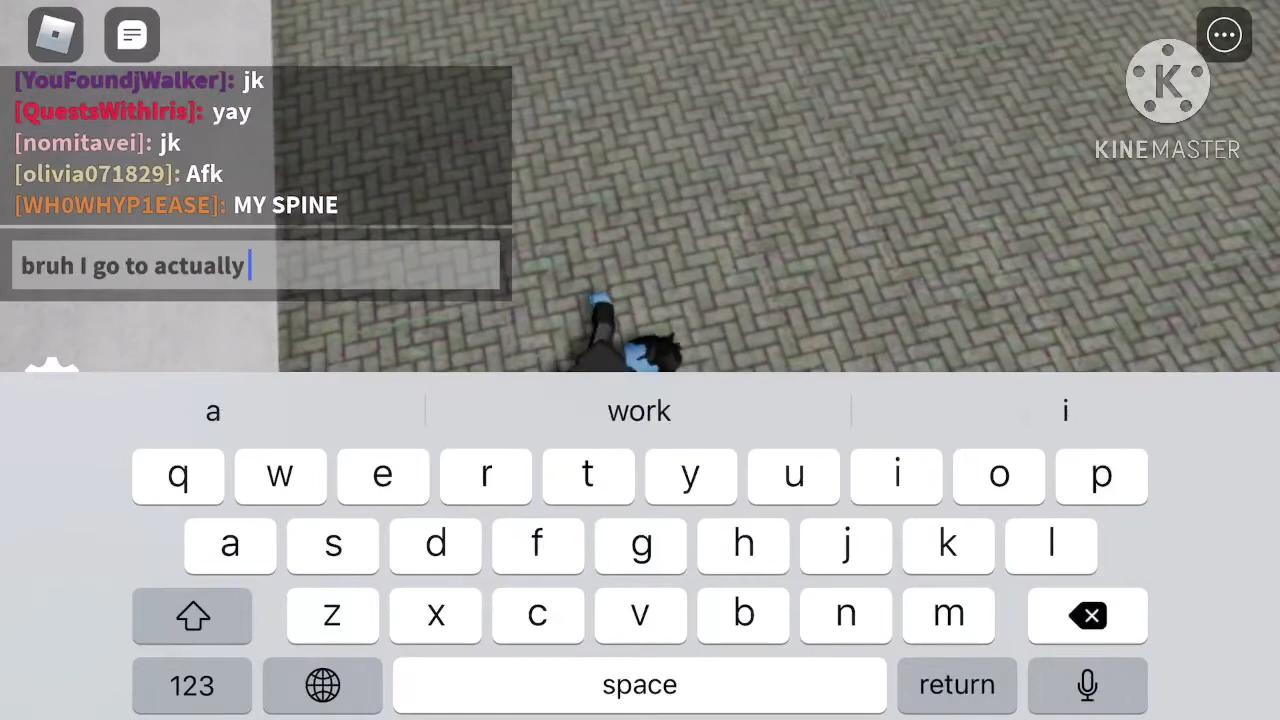 [YouFoundjWalker]: jk
[QuestsWithIris]: yay
[nomitavei]: jk
[olivia071829]: Afk
[WH0WHYP1EASE]: MY SPINE
bruh I go to actually
K
KINEMASTER
a work i
q w e r t y u i o p
a s d f g h j k l
z x c v b n m
123 space return